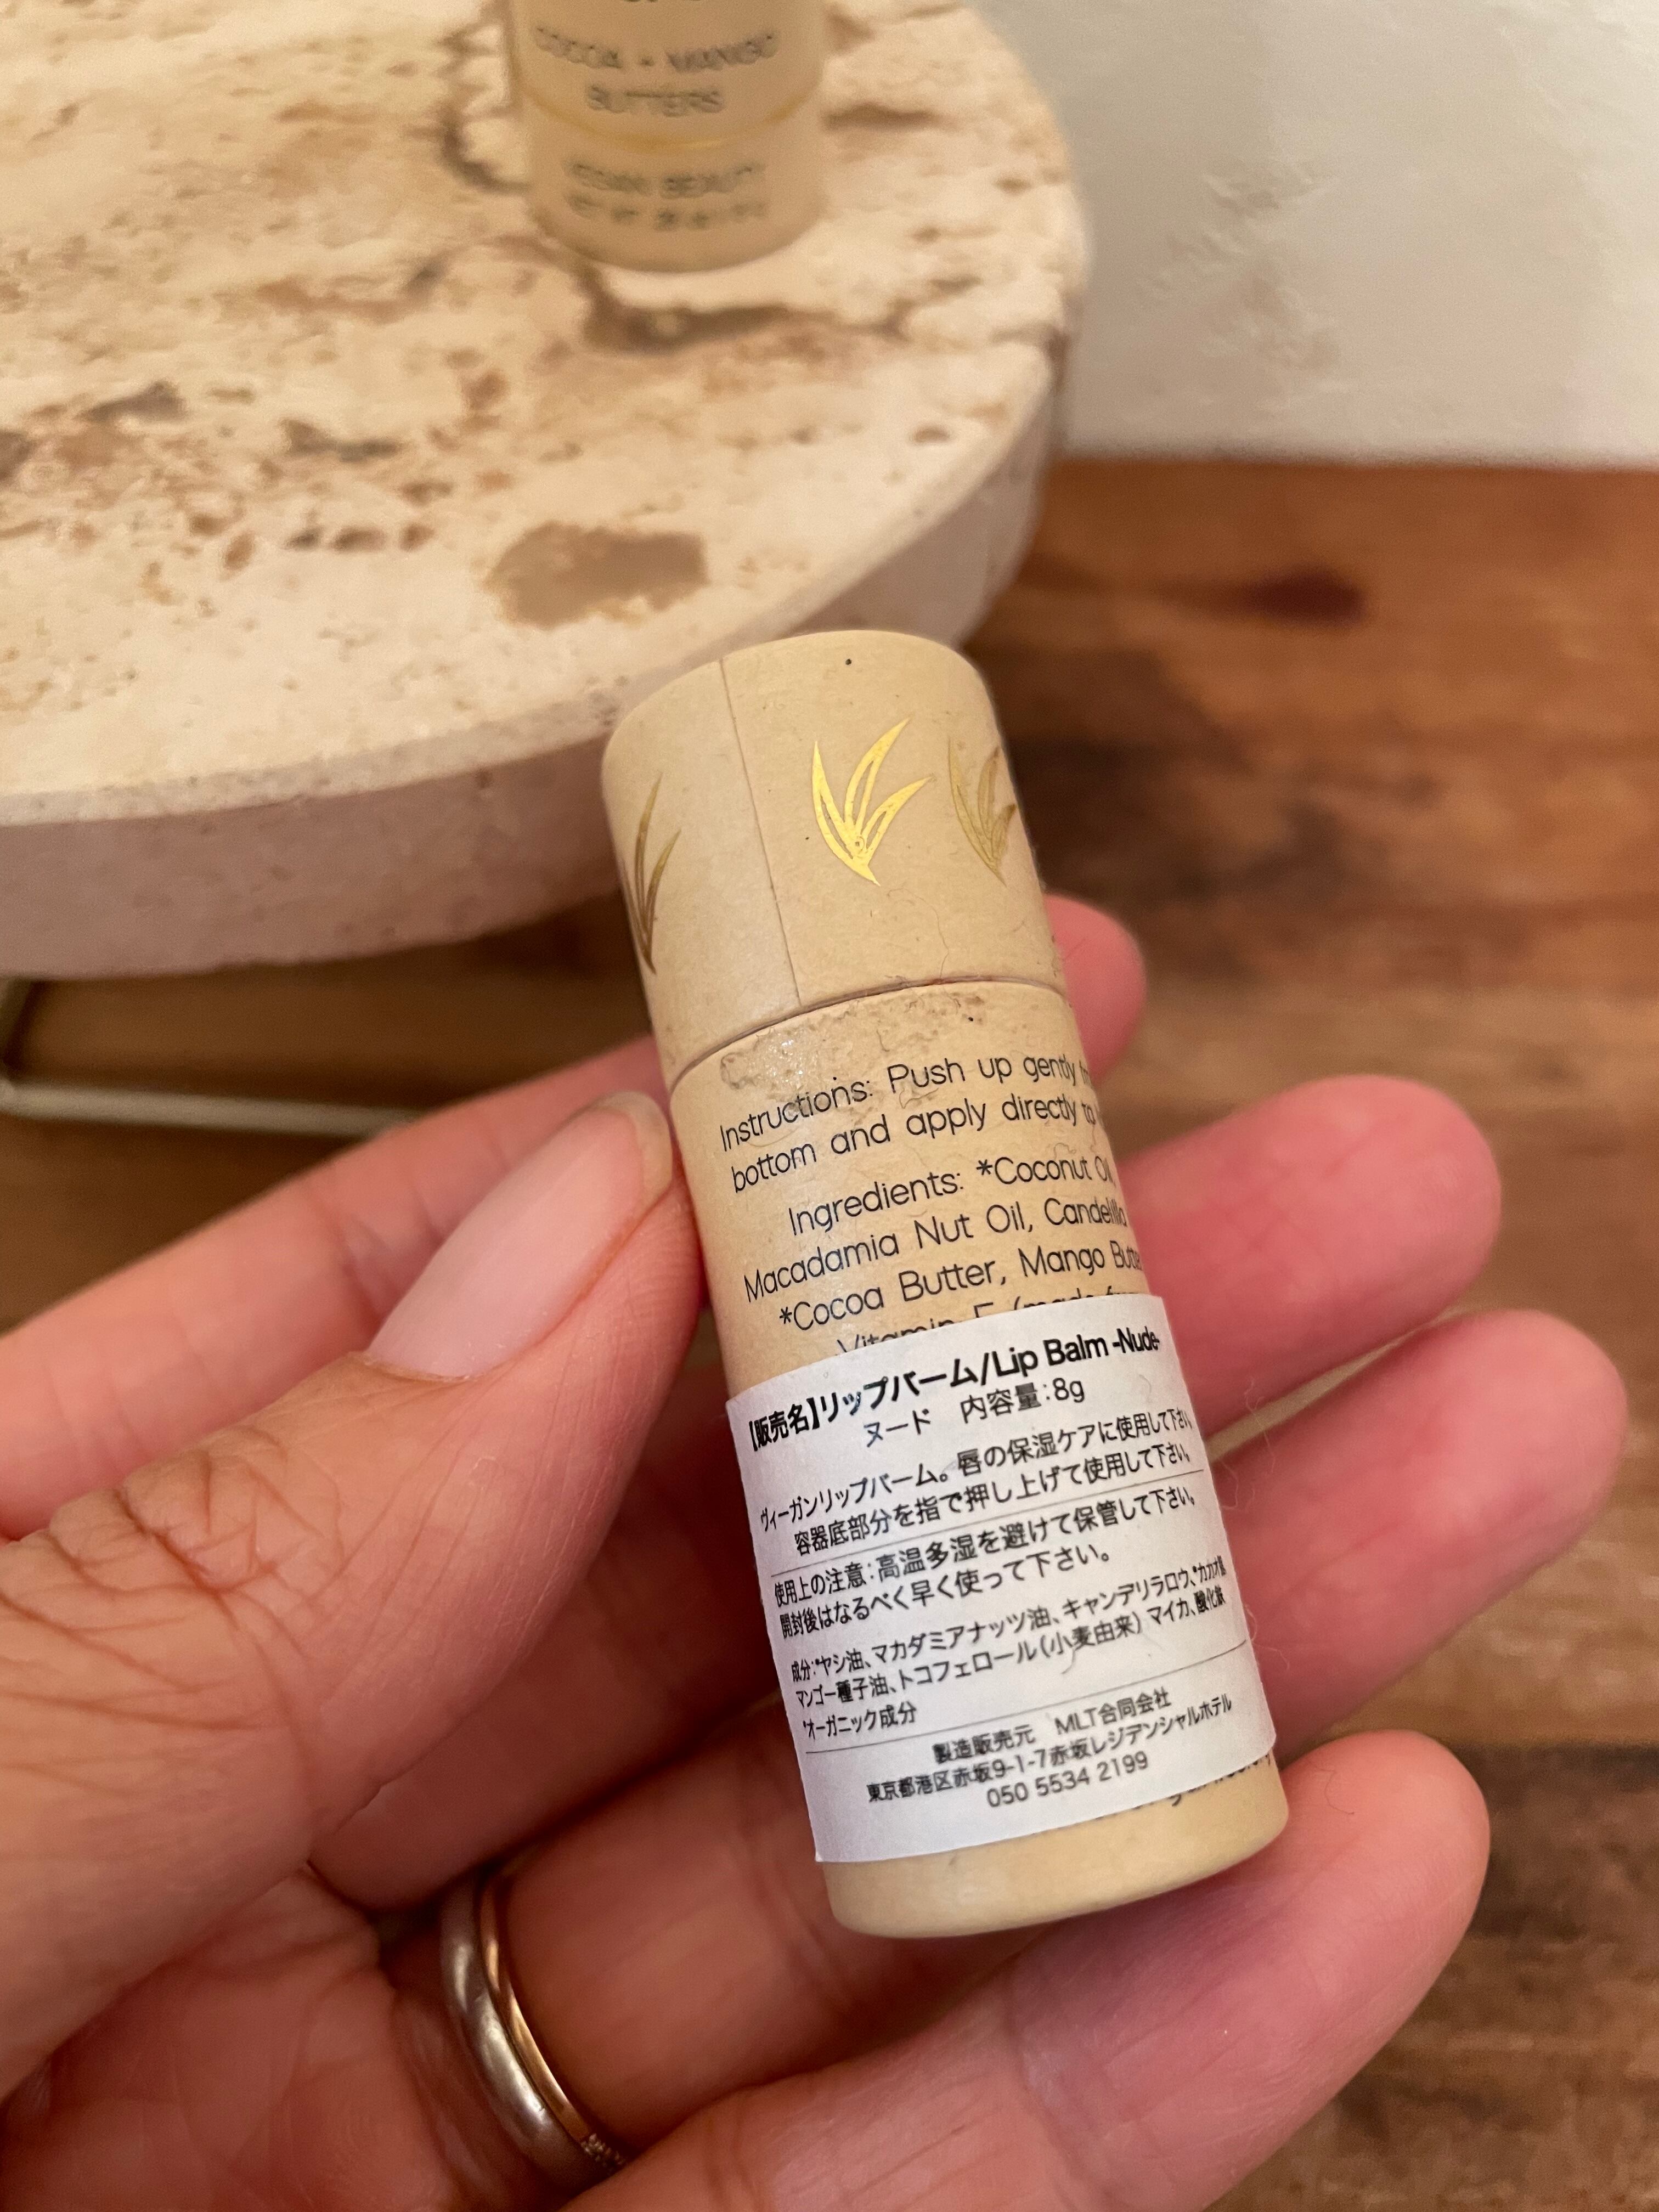 COCOA + MANGO
BUTTERS
VEGAN BEAUTY
Instructions: Push up gently
bottom and apply directly to
Ingredients: *Coconut
Macadamia Nut Oil, Candelilla
*Cocoa Butter, Mango
Vitamin E (made
【販売名】リップバーム/Lip Balm -Nude-
ヌード 内容量:8g
ヴィーガンリップバーム。唇の保湿ケアに使用して下さい。
容器底部分を指で押し上げて使用して下さい。
使用上の注意:高温多湿を避けて保管して下さい。
開封後はなるべく早く使って下さい。
成分:*ヤシ油、マカダミアナッツ油、キャンデリラロウ、*カカオ脂
マンゴー種子油、トコフェロール(小麦由来) マイカ、酸化鉄
*オーガニック成分
製造販売元 MLT合同会社
東京都港区赤坂9-1-7赤坂レジデンシャルホテル
050 5534 2199